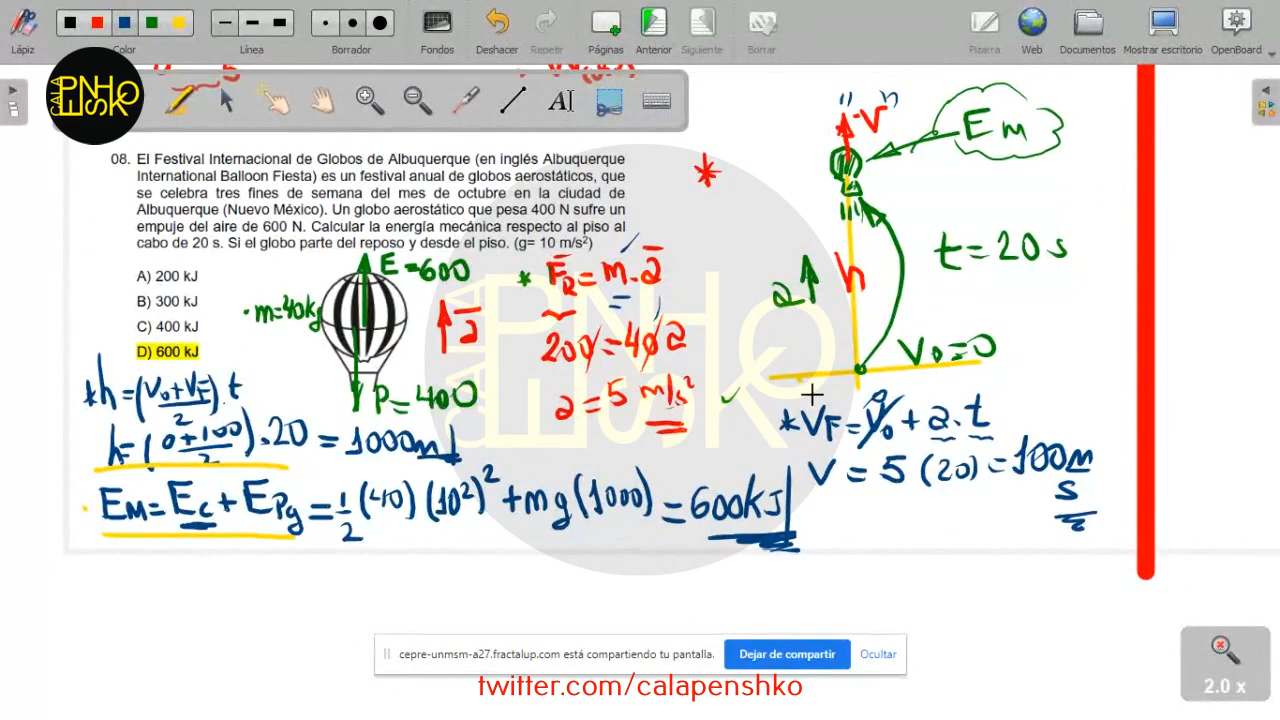 Lápiz Color Línea Borrador Fondos Deshacer Repetir Páginas Anterior Siguiente Borrar Pizarra Web Documentos Mostrar escritorio OpenBoard
CALA
PENHSKO
08. El Festival Internacional de Globos de Albuquerque (en inglés Albuquerque
International Balloon Fiesta) es un festival anual de globos aerostáticos, que
se celebra tres fines de semana del mes de octubre en la ciudad de
Albuquerque (Nuevo México). Un globo aerostático que pesa 400 N sufre un
empuje del aire de 600 N. Calcular la energía mecánica respecto al piso al
cabo de 20 s. Si el globo parte del reposo y desde el piso. (g= 10 m/s²)
A) 200 kJ
B) 300 kJ
C) 400 kJ
D) 600 kJ
E = 600
m=40kg
a
P = 400
* F_R = m . a
200 = 40 a
a = 5 m/s²
*
V
Em
t = 20 s
h
a
V0 = 0
*VF = V0 + a . t
0
V = 5 (20) = 100 m/s
*h = (V0+VF/2) . t
h = (0+100/2) . 20 = 1000m
EM = Ec + EPg = 1/2 (40) (10²)² + mg (1000) = 600kJ
cepre-unmsm-a27.fractalup.com está compartiendo tu pantalla. Dejar de compartir Ocultar
twitter.com/calapenshko
2.0 x